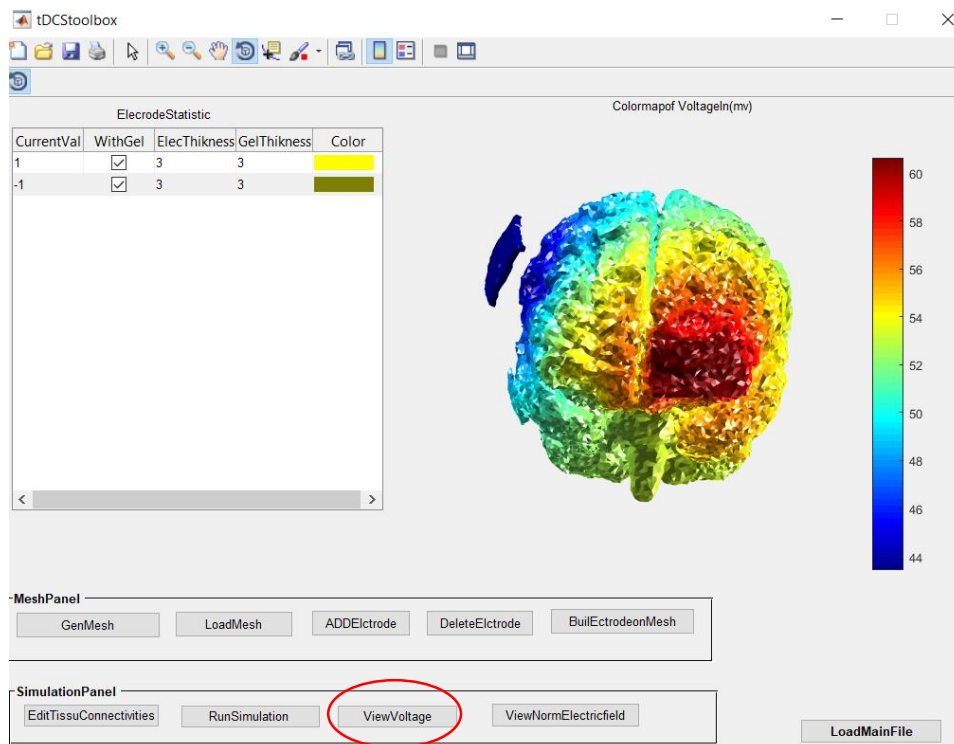 tDCStoolbox
ElecrodeStatistic
Colormapof VoltageIn(mv)
CurrentVal WithGel ElecThikness GelThikness Color
1 3 3
-1 3 3
60
58
56
54
52
50
48
46
44
MeshPanel
GenMesh LoadMesh ADDElctrode DeleteElctrode BuilEctrodeonMesh
SimulationPanel
EditTissuConnectivities RunSimulation ViewVoltage ViewNormElectricfield
LoadMainFile